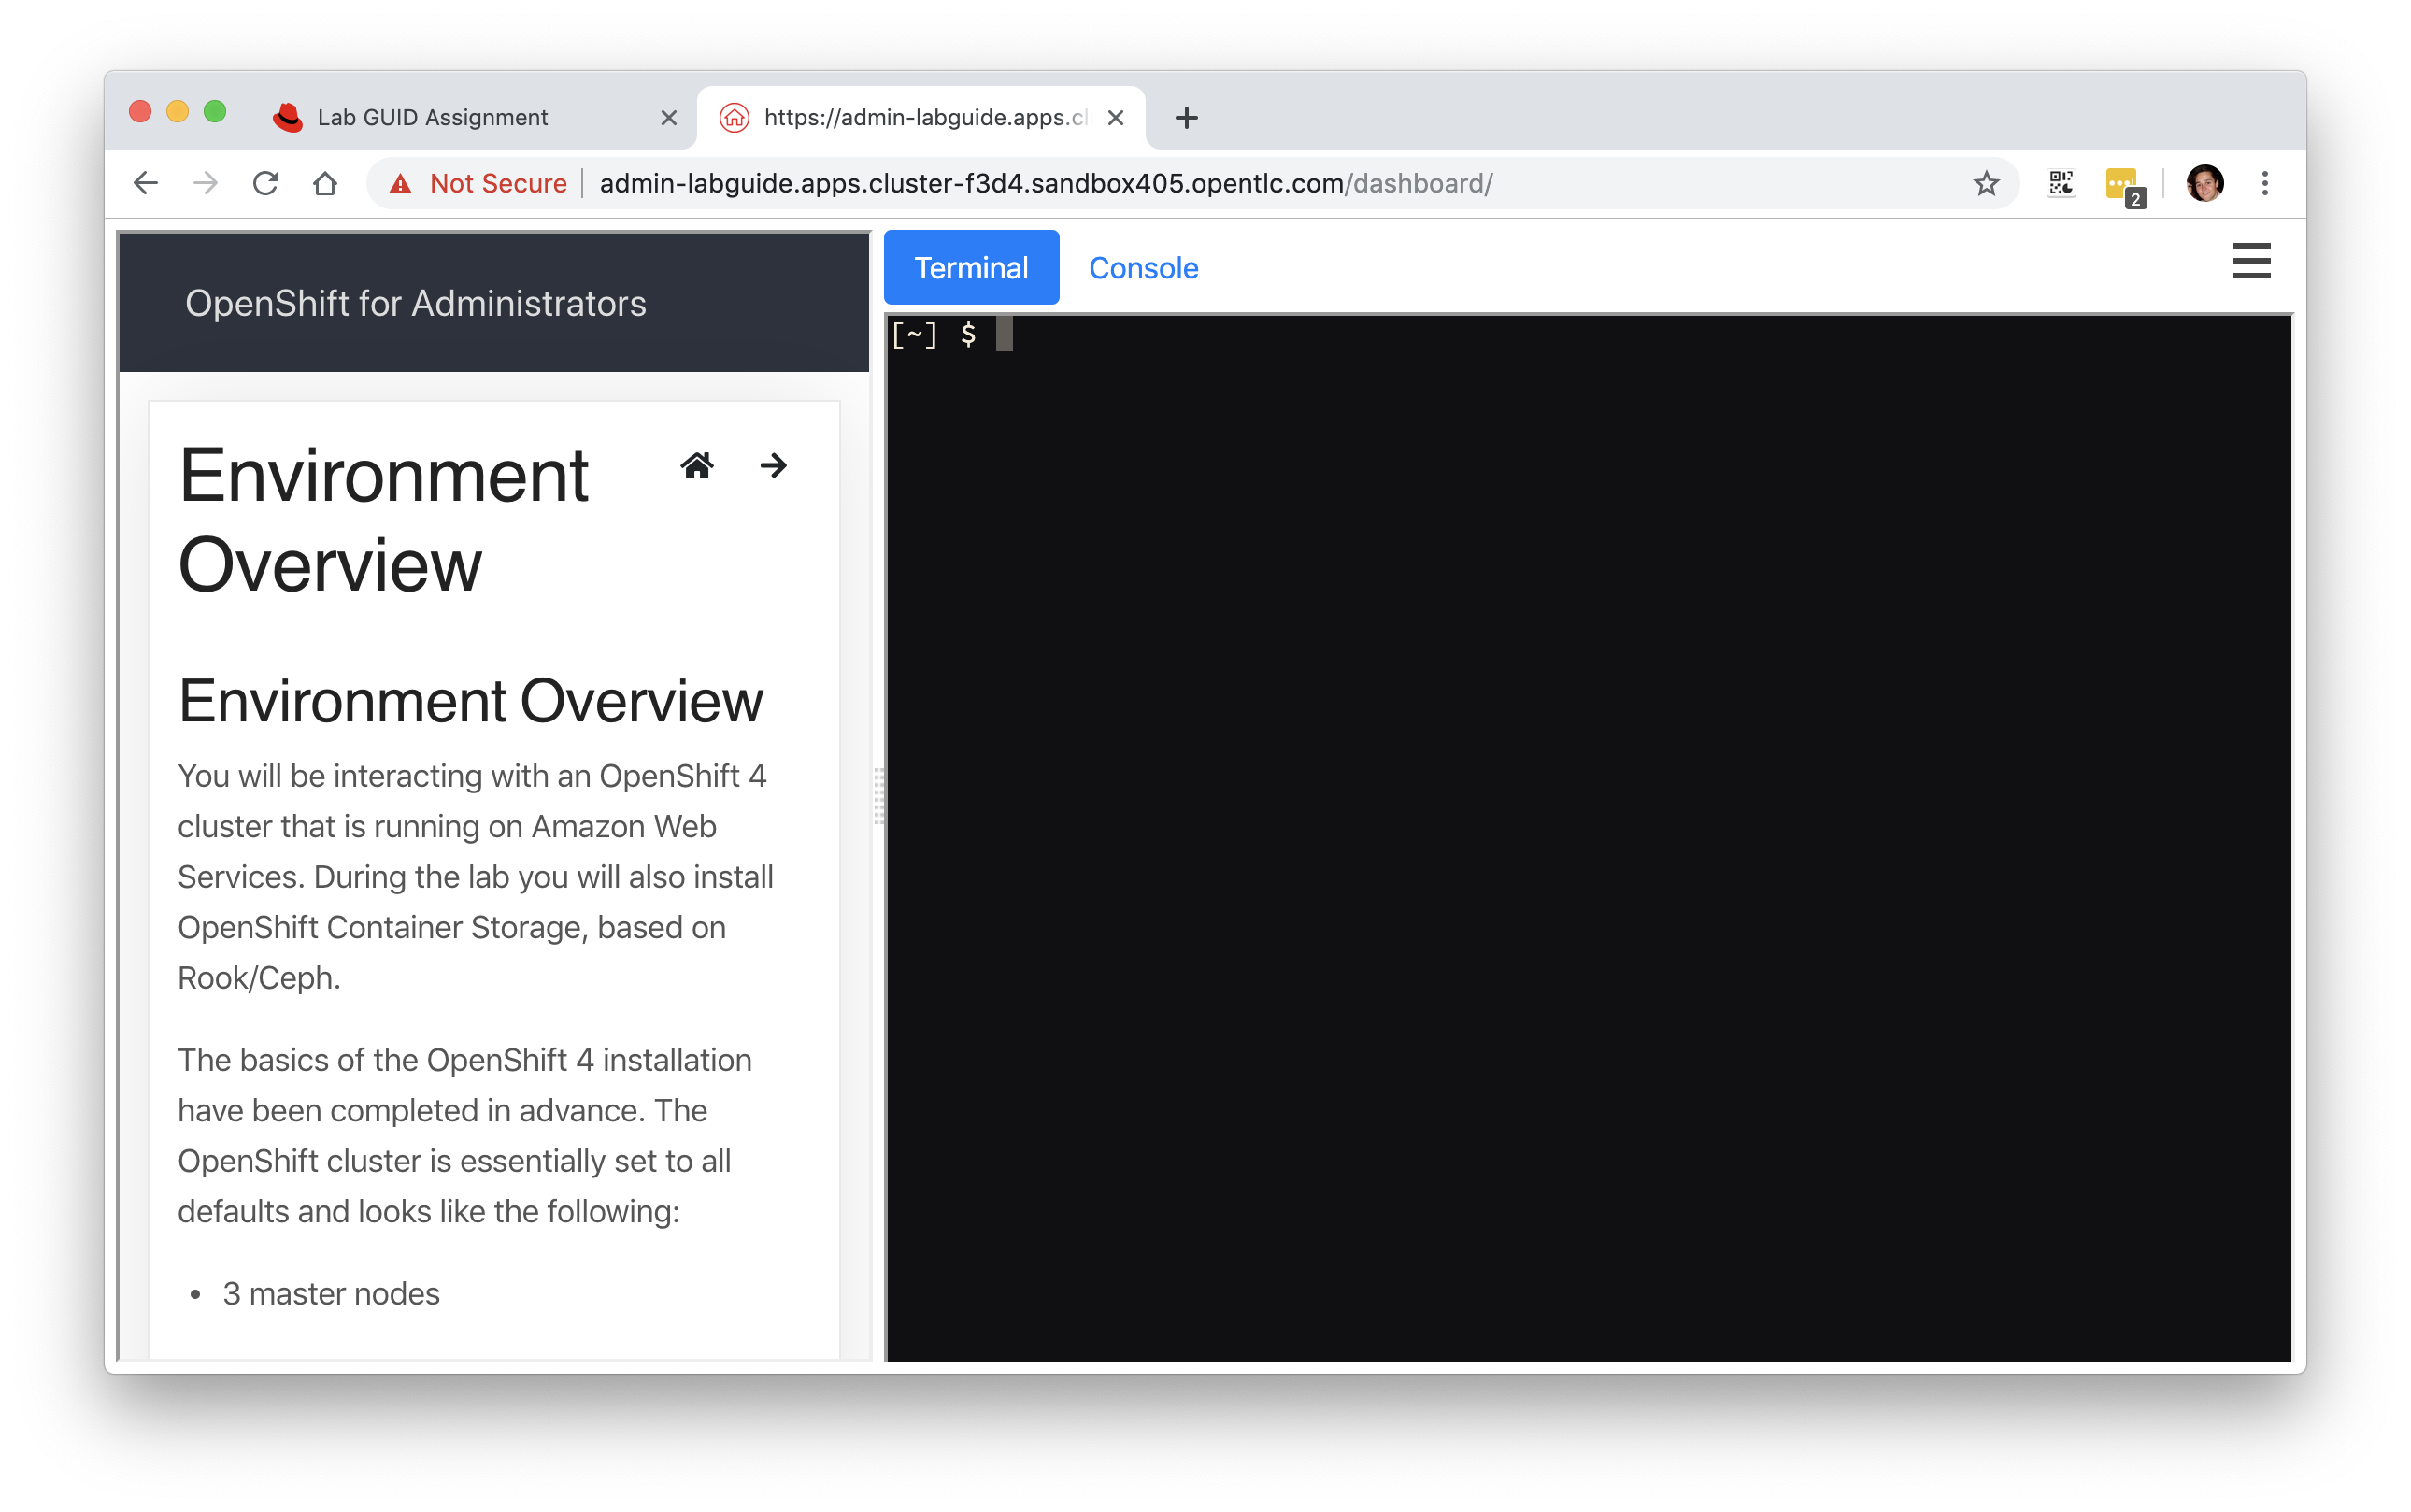 Lab GUID Assignment
https://admin-labguide.apps.cl
Not Secure
admin-labguide.apps.cluster-f3d4.sandbox405.opentlc.com/dashboard/
2
OpenShift for Administrators
Environment
Overview
Environment Overview
You will be interacting with an OpenShift 4
cluster that is running on Amazon Web
Services. During the lab you will also install
OpenShift Container Storage, based on
Rook/Ceph.
The basics of the OpenShift 4 installation
have been completed in advance. The
OpenShift cluster is essentially set to all
defaults and looks like the following:
• 3 master nodes
Terminal
Console
[~] $